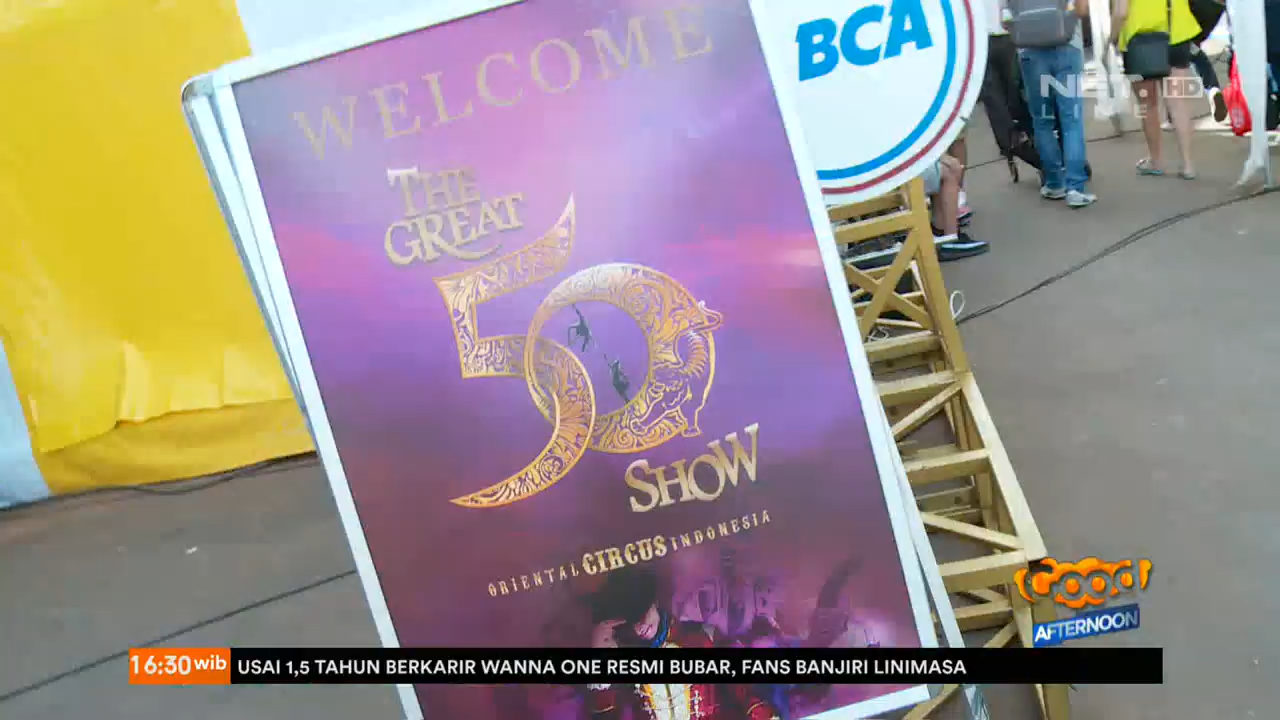 WELCOME
THE
GREAT
50
SHOW
ORIENTAL CIRCUS INDONESIA
BCA
NET. HD
LIVE
Good
AFTERNOON
16:30 wib
USAI 1,5 TAHUN BERKARIR WANNA ONE RESMI BUBAR, FANS BANJIRI LINIMASA